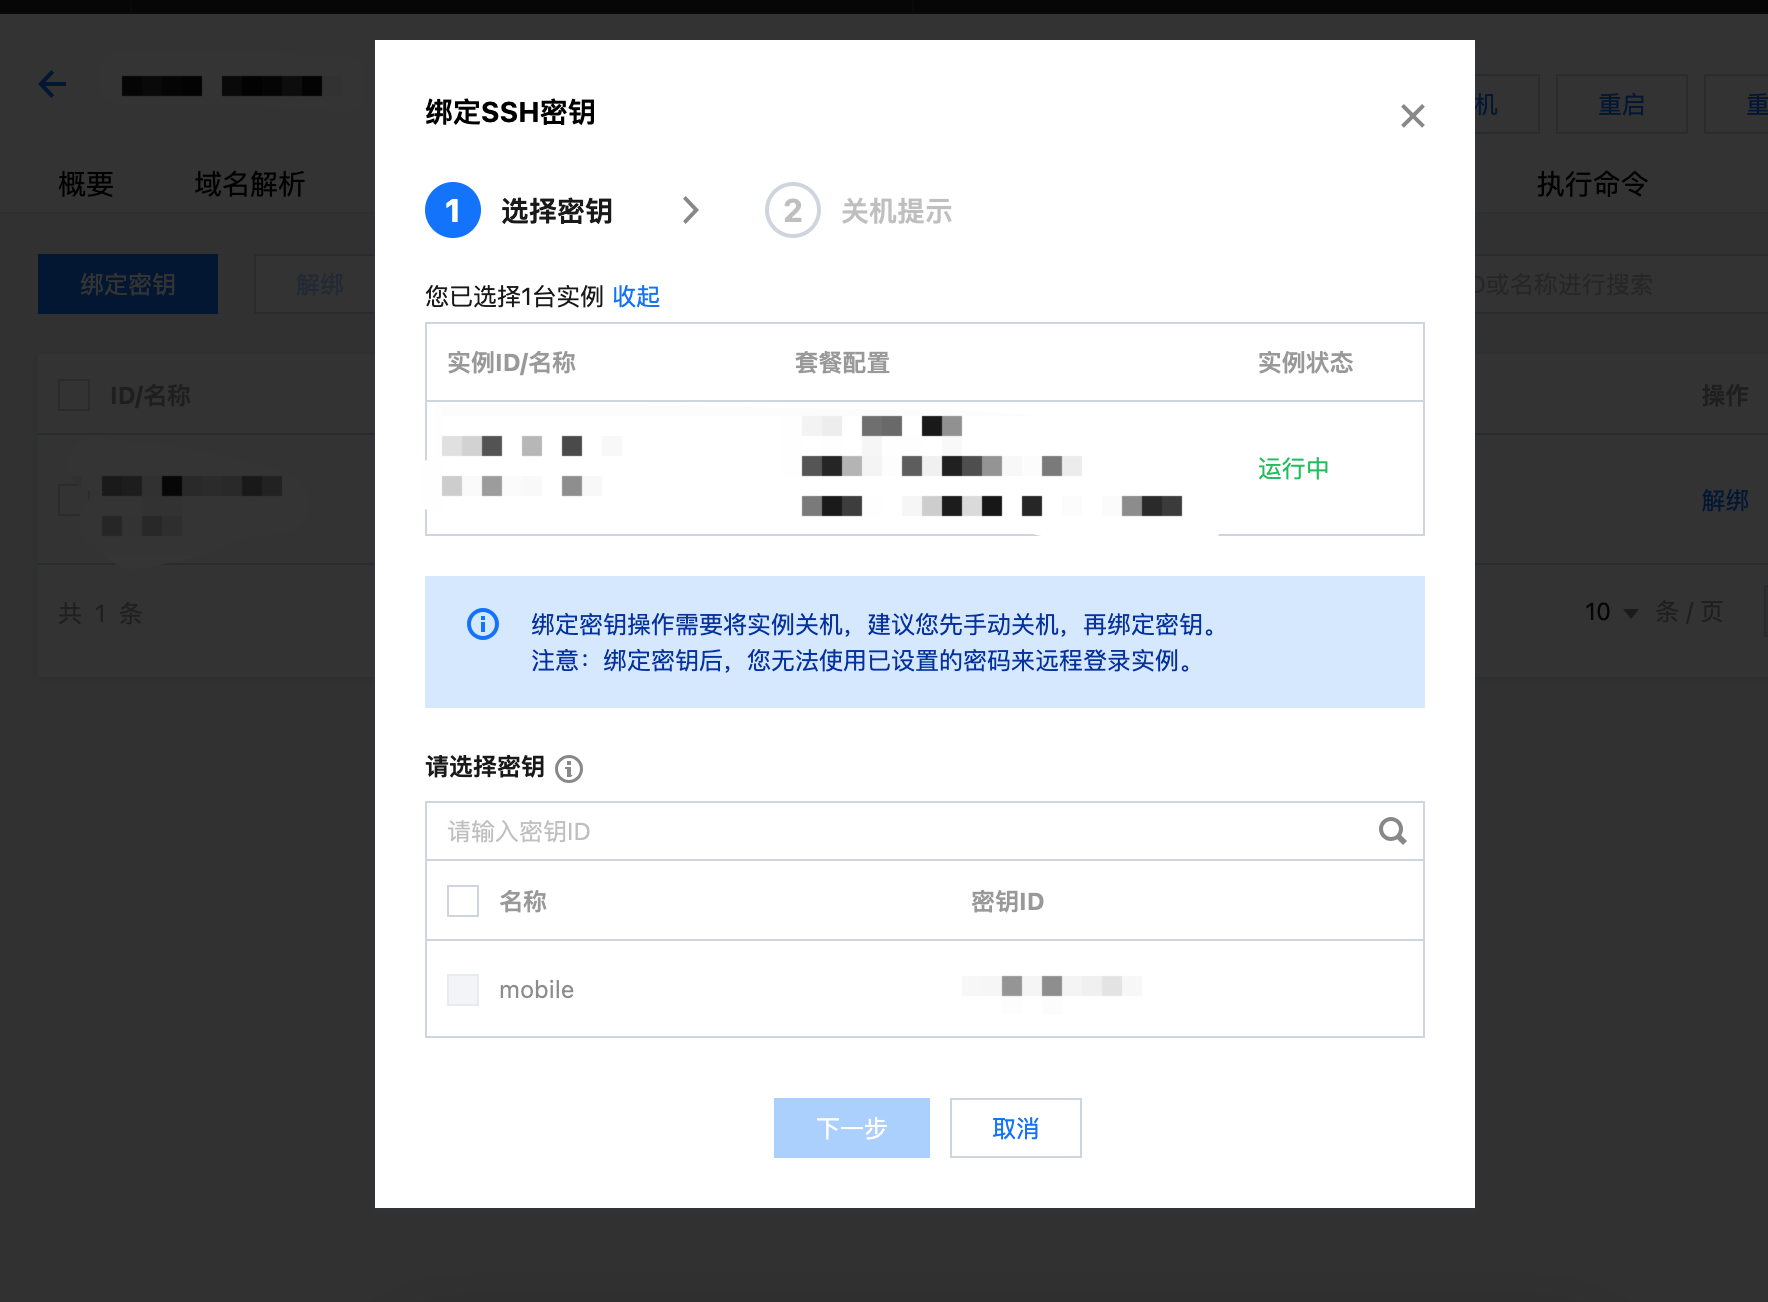 机
重启
重
概要
域名解析
执行命令
绑定密钥
解绑
ID或名称进行搜索
ID/名称
操作
解绑
共 1 条
10 条 / 页
绑定SSH密钥
1 选择密钥
2 关机提示
您已选择1台实例 收起
实例ID/名称
套餐配置
实例状态
运行中
绑定密钥操作需要将实例关机，建议您先手动关机，再绑定密钥。
注意：绑定密钥后，您无法使用已设置的密码来远程登录实例。
请选择密钥
请输入密钥ID
名称
密钥ID
mobile
下一步
取消